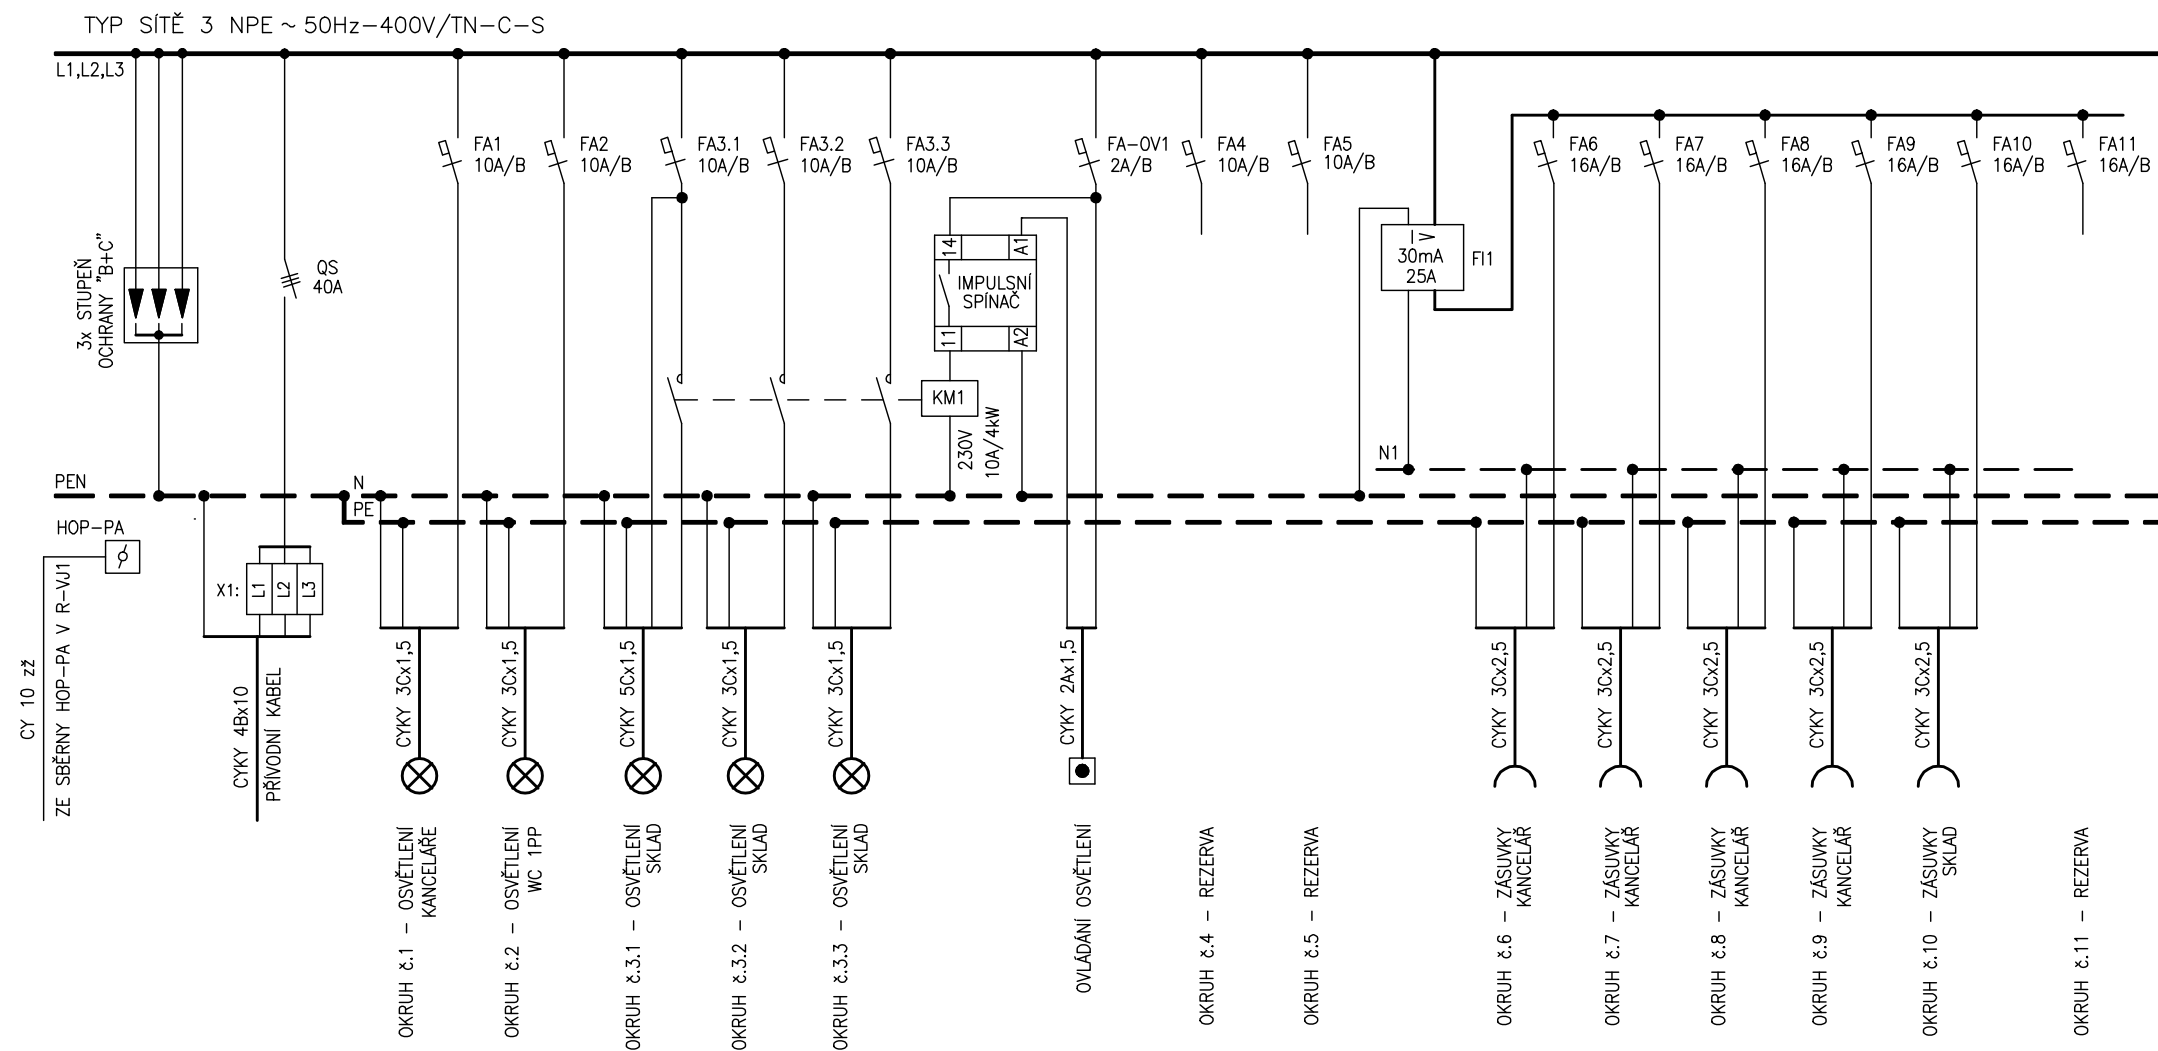 TYP SÍTĚ 3 NPE ~ 50Hz-400V/TN-C-S
L1,L2,L3
FA1
10A/B
FA2
10A/B
FA3.1
10A/B
FA3.2
10A/B
FA3.3
10A/B
FA-OV1
2A/B
FA4
10A/B
FA5
10A/B
FA6
16A/B
FA7
16A/B
FA8
16A/B
FA9
16A/B
FA10
16A/B
FA11
16A/B
3x STUPEŇ
OCHRANY "B+C"
QS
40A
14
A1
IMPULSNÍ
SPÍNAČ
11
A2
KM1
230V
10A/4kW
30mA
25A
FI1
N1
PEN
N
PE
HOP-PA
X1:
L1
L2
L3
CY 10 zž
ZE SBĚRNY HOP-PA V R-VJ1
CYKY 4Bx10
PŘÍVODNÍ KABEL
CYKY 3Cx1,5
CYKY 3Cx1,5
CYKY 5Cx1,5
CYKY 3Cx1,5
CYKY 3Cx1,5
CYKY 2Ax1,5
CYKY 3Cx2,5
CYKY 3Cx2,5
CYKY 3Cx2,5
CYKY 3Cx2,5
CYKY 3Cx2,5
OKRUH č.1 - OSVĚTLENÍ
KANCELÁŘE
OKRUH č.2 - OSVĚTLENÍ
WC 1PP
OKRUH č.3.1 - OSVĚTLENÍ
SKLAD
OKRUH č.3.2 - OSVĚTLENÍ
SKLAD
OKRUH č.3.3 - OSVĚTLENÍ
SKLAD
OVLÁDÁNÍ OSVĚTLENÍ
OKRUH č.4 - REZERVA
OKRUH č.5 - REZERVA
OKRUH č.6 - ZÁSUVKY
KANCELÁŘ
OKRUH č.7 - ZÁSUVKY
KANCELÁŘ
OKRUH č.8 - ZÁSUVKY
KANCELÁŘ
OKRUH č.9 - ZÁSUVKY
KANCELÁŘ
OKRUH č.10 - ZÁSUVKY
SKLAD
OKRUH č.11 - REZERVA